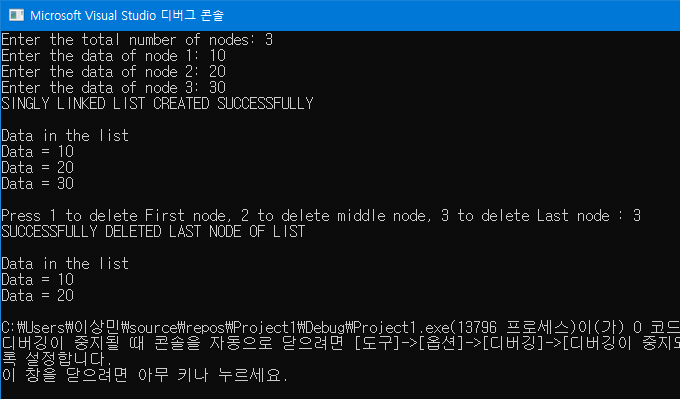 Microsoft Visual Studio 디버그 콘솔
Enter the total number of nodes: 3
Enter the data of node 1: 10
Enter the data of node 2: 20
Enter the data of node 3: 30
SINGLY LINKED LIST CREATED SUCCESSFULLY
Data in the list
Data = 10
Data = 20
Data = 30
Press 1 to delete First node, 2 to delete middle node, 3 to delete Last node : 3
SUCCESSFULLY DELETED LAST NODE OF LIST
Data in the list
Data = 10
Data = 20
C:₩Users₩이상민₩source₩repos₩Project1₩Debug₩Project1.exe(13796 프로세스)이(가) 0 코드
디버깅이 중지될 때 콘솔을 자동으로 닫으려면 [도구]->[옵션]->[디버깅]->[디버깅이 중지되
록 설정합니다.
이 창을 닫으려면 아무 키나 누르세요.